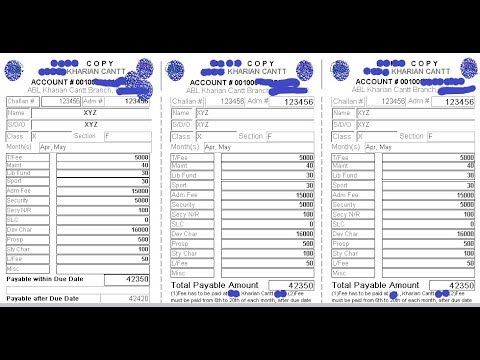 COPY
KHARIAN CANTT
ACCOUNT # 00100
ABL Kharian Cantt Branch,
Challan # 123456 Adm # 123456
Name XYZ
S/D/O XYZ
Class X Section F
Month(s) Apr, May
T/Fee 5000
Maint 40
Lib Fund 30
Sport 30
Adm Fee 15000
Security 5000
Secy N/R 100
SLC 0
Dev Char 16000
Prosp 500
Sty Char 100
L/Fee 50
Misc
Payable within Due Date 42350
Payable after Due Date 42420
COPY
KHARIAN CANTT
ACCOUNT # 001
ABL Kharian Cantt Branch
Challan # 123456 Adm # 123456
Name XYZ
S/D/O XYZ
Class X Section F
Month(s) Apr, May
T/Fee 5000
Maint 40
Lib Fund 30
Sport 30
Adm Fee 15000
Security 5000
Secy N/R 100
SLC 0
Dev Char 16000
Prosp 500
Sty Char 100
L/Fee 50
Misc
Total Payable Amount 42350
(1)Fee has to be paid at , Kharian Cantt (2)Fee
must be paid from 6th to 20th of each month, after due date
COPY
KHARIAN CANTT
ACCOUNT # 001
ABL Kharian Cantt Branch
Challan # 123456 Adm # 123456
Name XYZ
S/D/O XYZ
Class X Section F
Month(s) Apr, May
T/Fee 5000
Maint 40
Lib Fund 30
Sport 30
Adm Fee 15000
Security 5000
Secy N/R 100
SLC 0
Dev Char 16000
Prosp 500
Sty Char 100
L/Fee 50
Misc
Total Payable Amount 42350
(1)Fee has to be paid at , Kharian Cantt (2)Fee
must be paid from 6th to 20th of each month, after due date